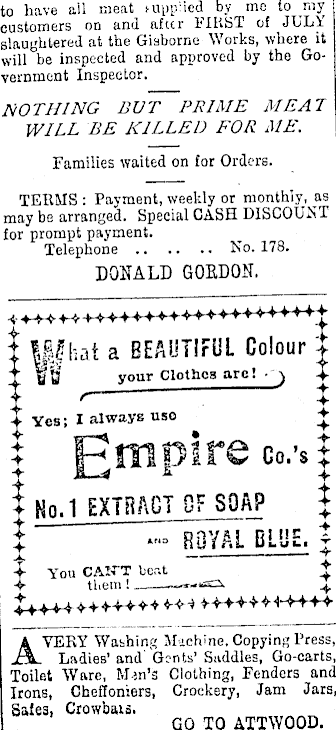 to have all meat supplied by me to my
customers on and after FIRST of JULY
slaughtered at the Gisborne Works, where it
will be inspected and approved by the Go-
vernment Inspector.
NOTHING BUT PRIME MEAT
WILL BE KILLED FOR ME.
Families waited on for Orders.
TERMS: Payment, weekly or monthly, as
may be arranged. Special CASH DISCOUNT
for prompt payment.
Telephone .. .. .. No. 178.
DONALD GORDON.
What a BEAUTIFUL Colour
your Clothes are!
Yes; I always use
Empire Co.'s
No. 1 EXTRACT OF SOAP
AND ROYAL BLUE.
You CAN'T beat
them!
A VERY Washing Machine, Copying Press,
Ladies' and Gents' Saddles, Go-carts,
Toilet Ware, Men's Clothing, Fenders and
Irons, Cheffoniers, Crockery, Jam Jars,
Safes, Crowbars.
GO TO ATTWOOD.